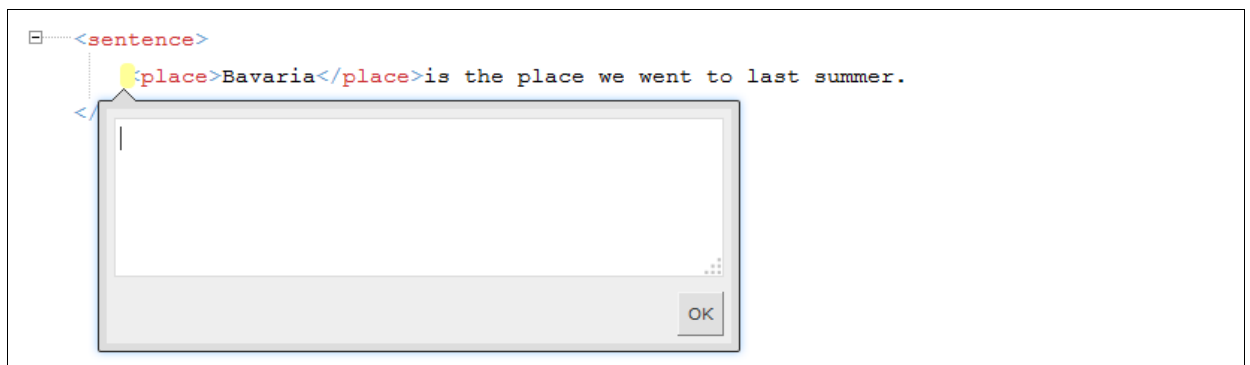 <sentence>
<place>Bavaria</place>is the place we went to last summer.
</
OK